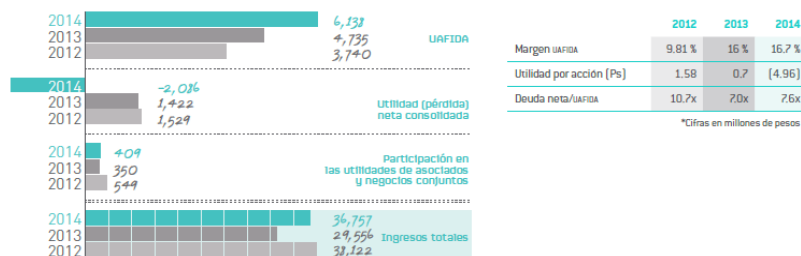 2014 6,138
2013 4,735 UAFIDA
2012 3,740
2014 -2,086
2013 1,422 Utilidad (pérdida)
2012 1,529 neta consolidada
2014 409 Participación en
2013 350 las utilidades de asociados
2012 549 y negocios conjuntos
2014 36,757
2013 29,556 Ingresos totales
2012 38,122
2012 2013 2014
Margen UAFIDA 9.81 % 16 % 16.7 %
Utilidad por acción (Ps) 1.58 0.7 (4.96)
Deuda neta/UAFIDA 10.7x 7.0x 7.6x
*Cifras en millones de pesos